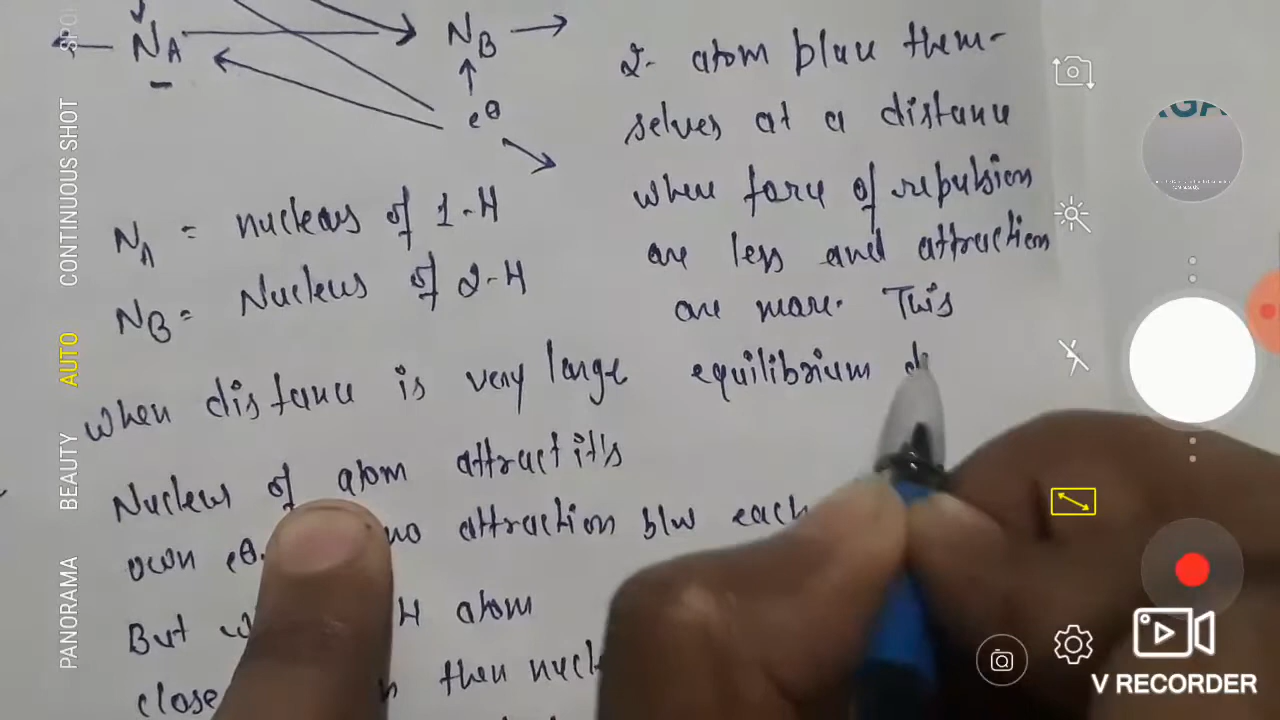 NA
NB
e⊖
NA = nucleus of 1-H
NB = Nucleus of 2-H
When distance is very large
Nucleus of atom attract it's
own e⊖. no attraction b/w each
But H atom
close then nucl
2- atom place them-
selves at a distance
when force of repulsion
are less and attraction
are more. This
equilibrium d
SPO
CONTINUOUS SHOT
AUTO
BEAUTY
PANORAMA
V RECORDER